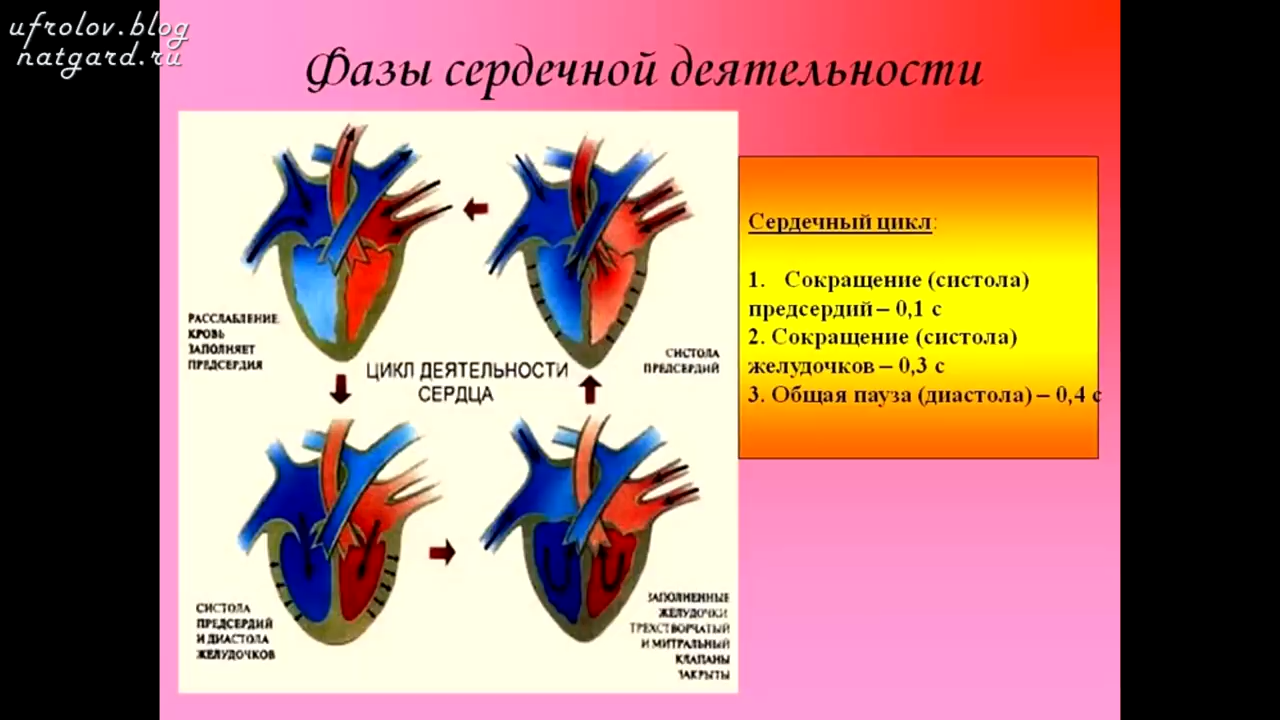 ufrolov.blog
natgard.ru
Фазы сердечной деятельности
РАССЛАБЛЕНИЕ,
КРОВЬ
ЗАПОЛНЯЕТ
ПРЕДСЕРДИЯ
ЦИКЛ ДЕЯТЕЛЬНОСТИ
СЕРДЦА
СИСТОЛА
ПРЕДСЕРДИЙ
СИСТОЛА
ПРЕДСЕРДИЙ
И ДИАСТОЛА
ЖЕЛУДОЧКОВ
ЗАПОЛНЕННЫЕ
ЖЕЛУДОЧКИ.
ТРЕХСТВОРЧАТЫЙ
И МИТРАЛЬНЫЙ
КЛАПАНЫ
ЗАКРЫТЫ
Сердечный цикл:
1. Сокращение (систола)
предсердий – 0,1 с
2. Сокращение (систола)
желудочков – 0,3 с
3. Общая пауза (диастола) – 0,4 с